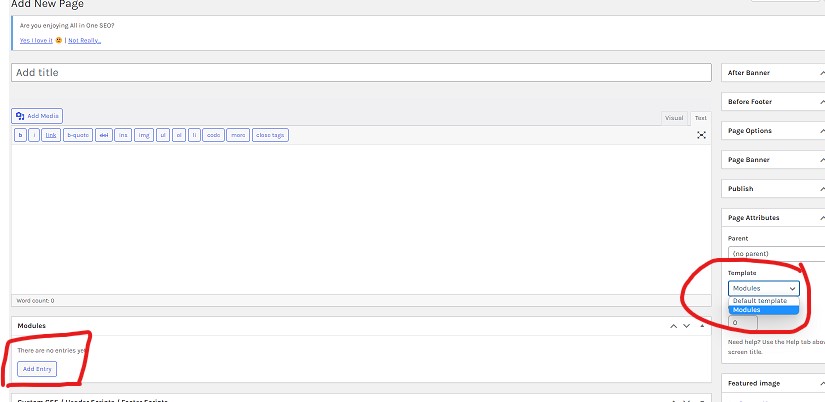 Add New Page
Are you enjoying All in One SEO?
Yes I love it 🙂 | Not Really...
Add title
Add Media
Visual
Text
b
i
link
b-quote
del
ins
img
ul
ol
li
code
more
close tags
Word count: 0
Modules
There are no entries yet
Add Entry
After Banner
Before Footer
Page Options
Page Banner
Publish
Page Attributes
Parent
(no parent)
Template
Modules
Default template
Modules
0
Need help? Use the Help tab above
screen title.
Featured image
Custom CSS / Header Scripts / Footer Scripts